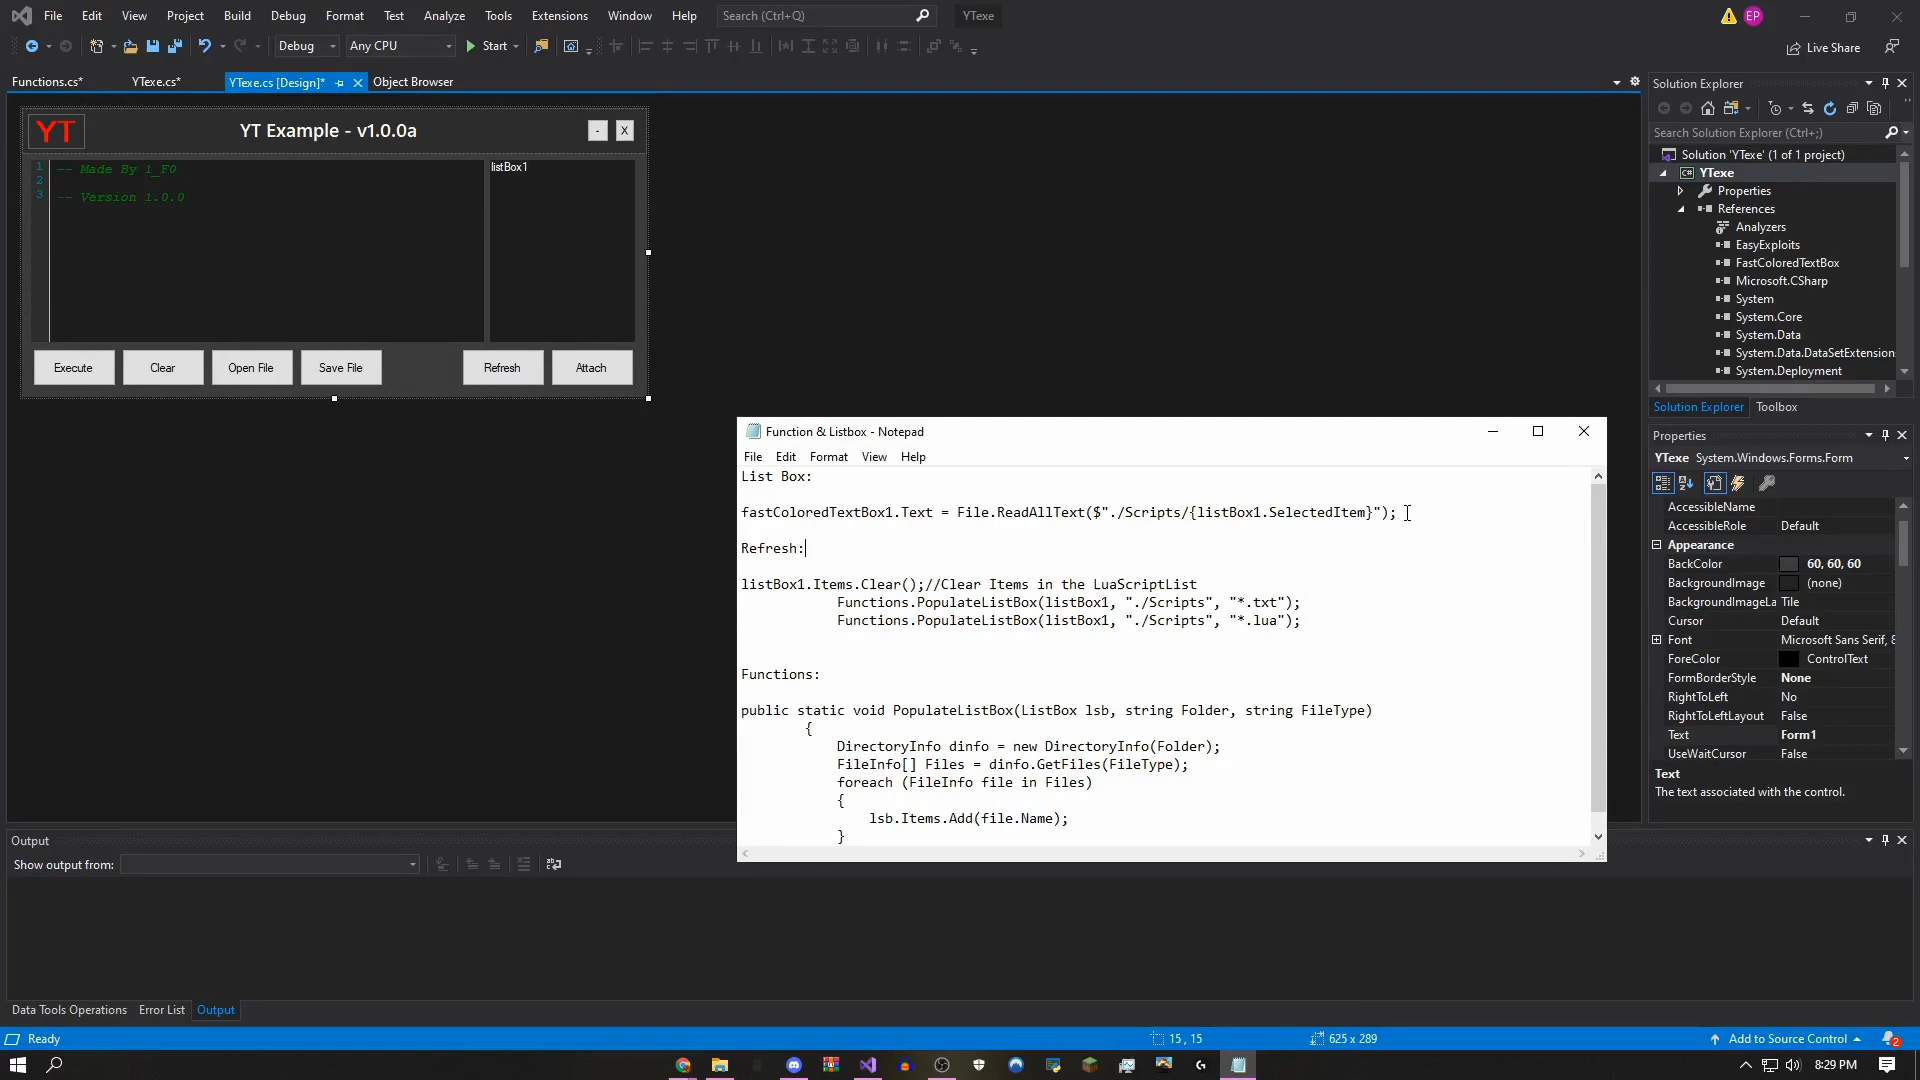 File Edit View Project Build Debug Format Test Analyze Tools Extensions Window Help Search (Ctrl+Q) YTexe EP
Debug Any CPU Start Live Share
Functions.cs* YTexe.cs* YTexe.cs [Design]* Object Browser
YT YT Example - v1.0.0a - X
1 -- Made By 1_F0
2
3 -- Version 1.0.0
listBox1
Execute Clear Open File Save File Refresh Attach
Solution Explorer
Search Solution Explorer (Ctrl+;)
Solution 'YTexe' (1 of 1 project)
C# YTexe
Properties
References
Analyzers
EasyExploits
FastColoredTextBox
Microsoft.CSharp
System
System.Core
System.Data
System.Data.DataSetExtension
System.Deployment
Solution Explorer Toolbox
Properties
YTexe System.Windows.Forms.Form
AccessibleName
AccessibleRole Default
Appearance
BackColor 60, 60, 60
BackgroundImage (none)
BackgroundImageLa Tile
Cursor Default
Font Microsoft Sans Serif, 8
ForeColor ControlText
FormBorderStyle None
RightToLeft No
RightToLeftLayout False
Text Form1
UseWaitCursor False
Text
The text associated with the control.
Function & Listbox - Notepad
File Edit Format View Help
List Box:
fastColoredTextBox1.Text = File.ReadAllText($"./Scripts/{listBox1.SelectedItem}");
Refresh:
listBox1.Items.Clear();//Clear Items in the LuaScriptList
Functions.PopulateListBox(listBox1, "./Scripts", "*.txt");
Functions.PopulateListBox(listBox1, "./Scripts", "*.lua");
Functions:
public static void PopulateListBox(ListBox lsb, string Folder, string FileType)
{
DirectoryInfo dinfo = new DirectoryInfo(Folder);
FileInfo[] Files = dinfo.GetFiles(FileType);
foreach (FileInfo file in Files)
{
lsb.Items.Add(file.Name);
}
Output
Show output from:
Data Tools Operations Error List Output
Ready 15 , 15 625 x 289 Add to Source Control 2
8:29 PM